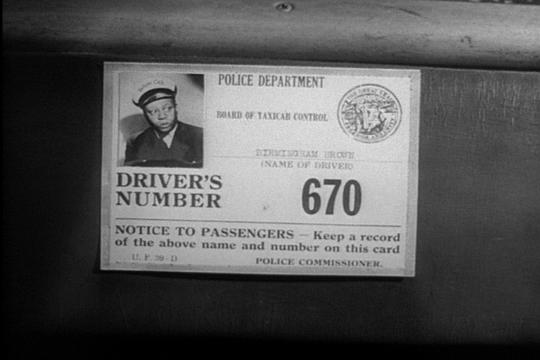 POLICE DEPARTMENT
BOARD OF TAXICAB CONTROL
BIRMINGHAM BROWN
(NAME OF DRIVER)
DRIVER'S
NUMBER
670
NOTICE TO PASSENGERS — Keep a record
of the above name and number on this card
U. F. 39-D
POLICE COMMISSIONER.